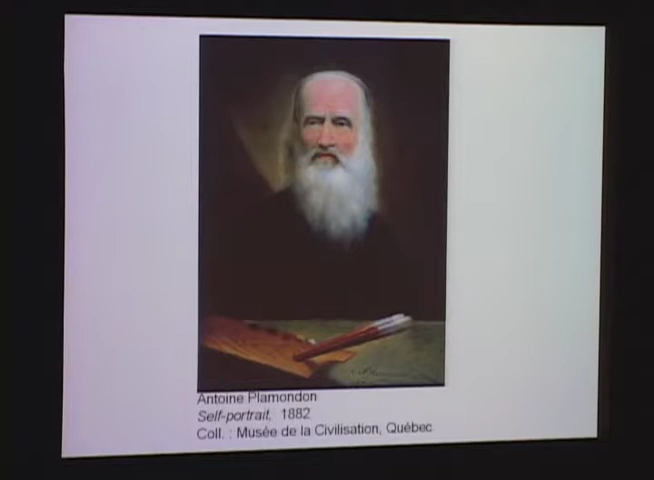 Antoine Plamondon
Self-portrait, 1882
Coll. : Musée de la Civilisation, Québec